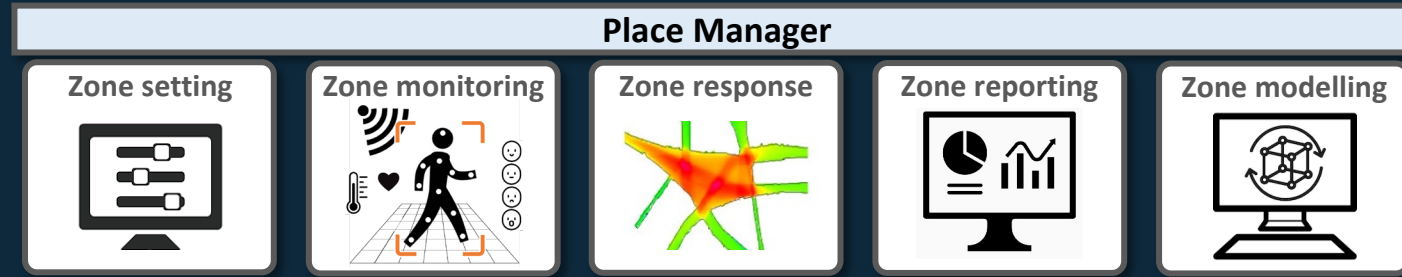 Place Manager
Zone setting
Zone monitoring
Zone response
Zone reporting
Zone modelling